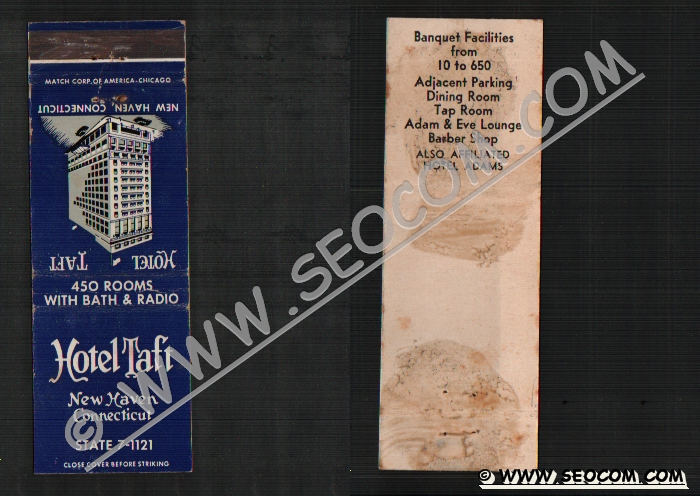 MATCH CORP. OF AMERICA-CHICAGO
NEW HAVEN, CONNECTICUT
HOTEL TAFT
450 ROOMS
WITH BATH & RADIO
Hotel Taft
New Haven
Connecticut
STATE 7-1121
CLOSE COVER BEFORE STRIKING
Banquet Facilities
from
10 to 650
Adjacent Parking
Dining Room
Tap Room
Adam & Eve Lounge
Barber Shop
ALSO AFFILIATED
HOTEL ADAMS
© WWW.SEOCOM.COM
© WWW.SEOCOM.COM